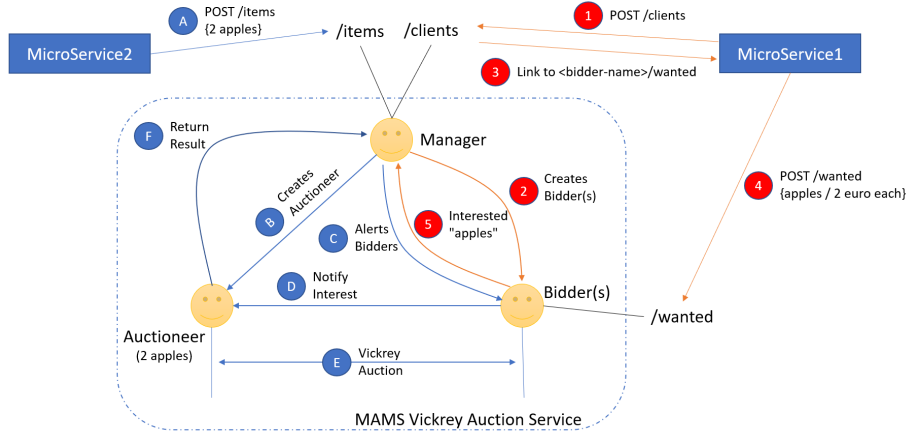 A
POST /items
{2 apples}
MicroService2
/items
/clients
1
POST /clients
MicroService1
3
Link to <bidder-name>/wanted
F
Return
Result
Manager
B
Creates
Auctioneer
2
Creates
Bidder(s)
4
POST /wanted
{apples / 2 euro each}
C
Alerts
Bidders
5
Interested
"apples"
D
Notify
Interest
Bidder(s)
/wanted
Auctioneer
(2 apples)
E
Vickrey
Auction
MAMS Vickrey Auction Service